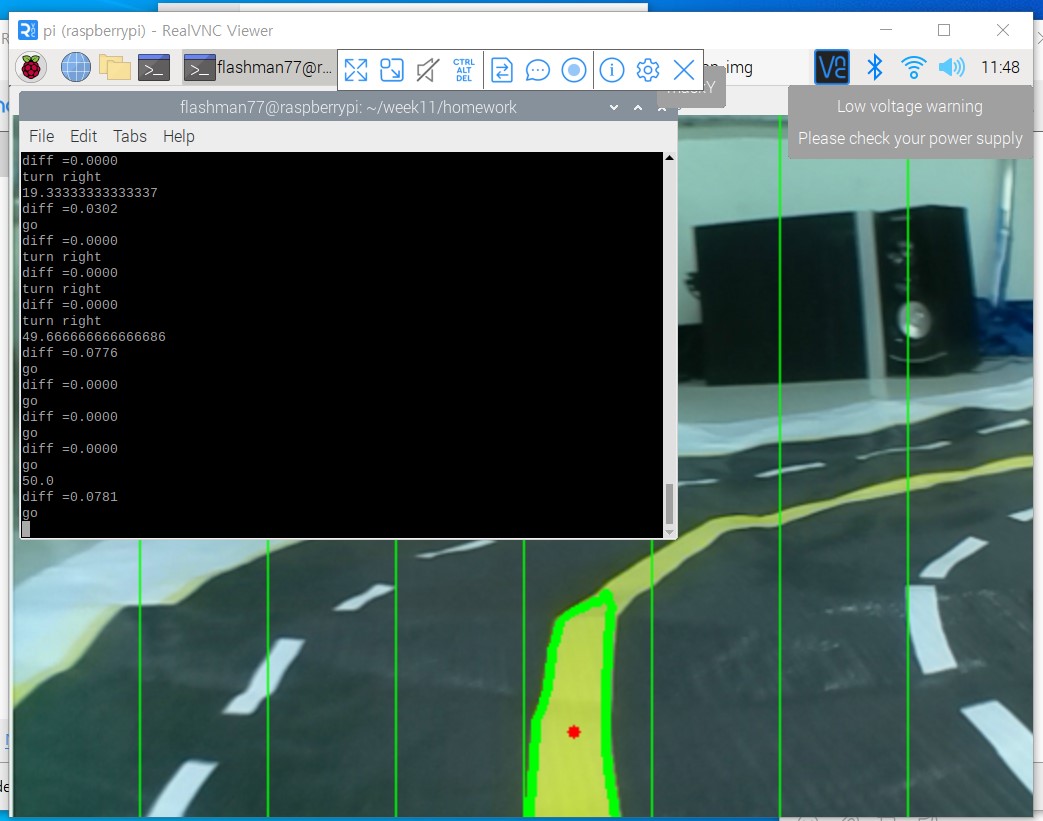 pi (raspberrypi) - RealVNC Viewer
flashman77@r...
CTRL
ALT
DEL
-img
11:48
flashman77@raspberrypi: ~/week11/homework
Low voltage warning
Please check your power supply
File Edit Tabs Help
diff =0.0000
turn right
19.33333333333337
diff =0.0302
go
diff =0.0000
turn right
diff =0.0000
turn right
diff =0.0000
turn right
49.666666666666686
diff =0.0776
go
diff =0.0000
go
diff =0.0000
go
diff =0.0000
go
50.0
diff =0.0781
go